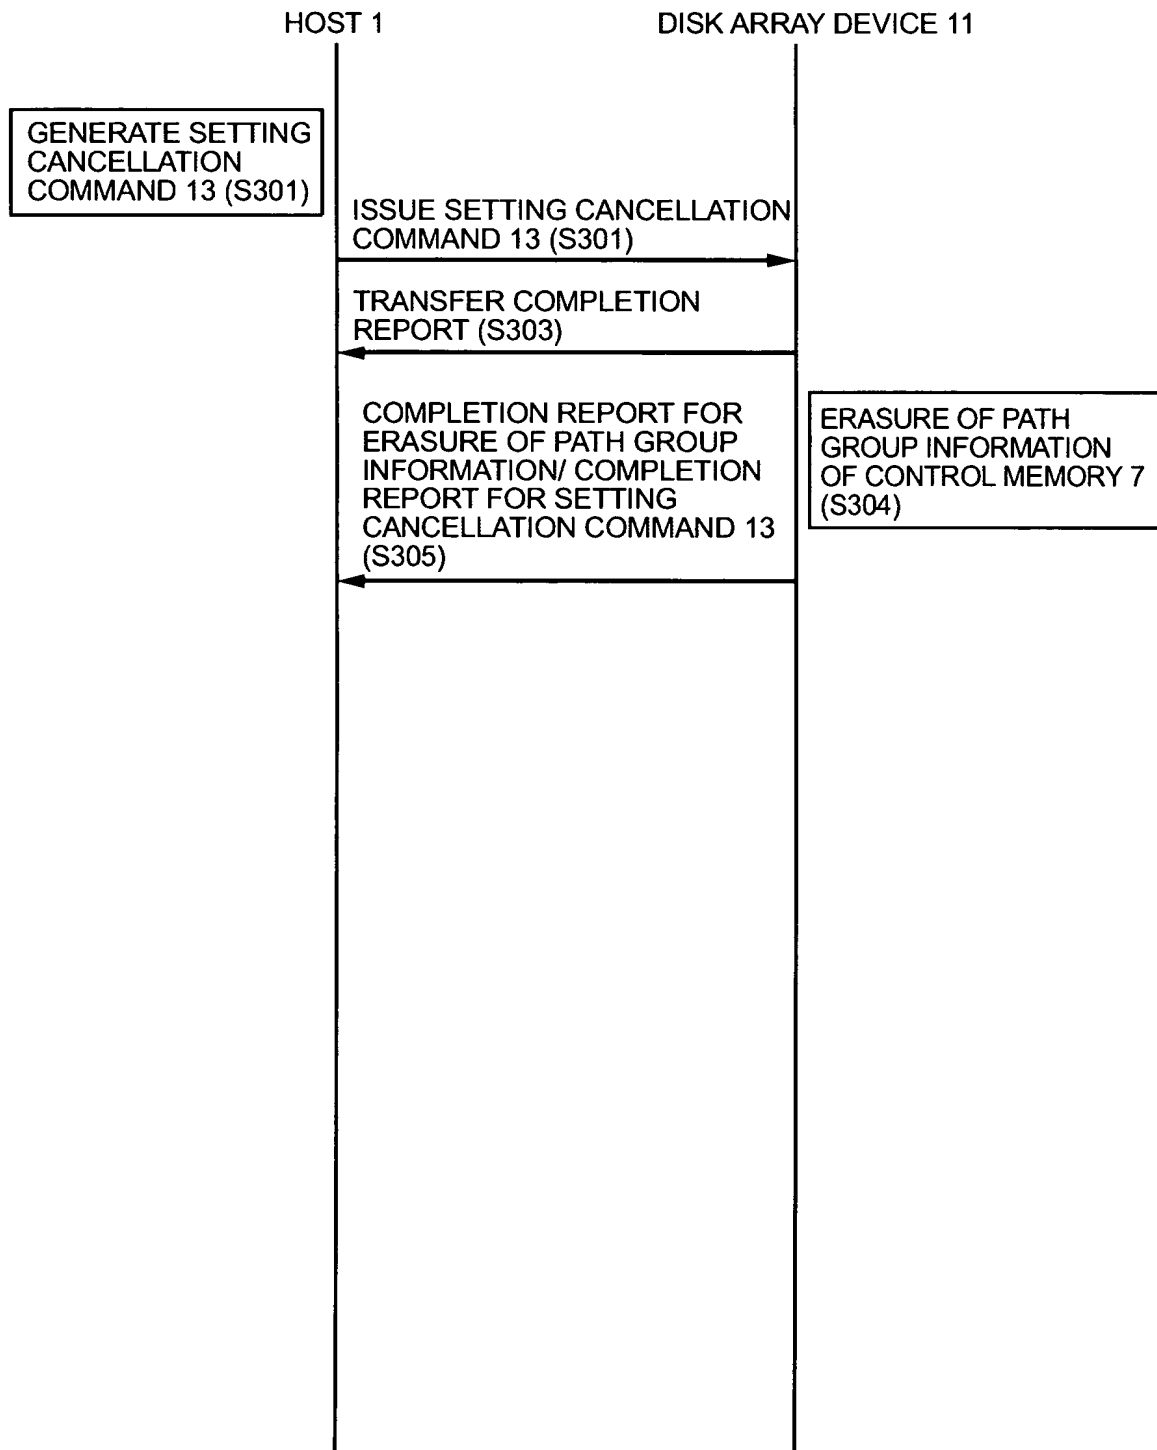 HOST 1
DISK ARRAY DEVICE 11
GENERATE SETTING
CANCELLATION
COMMAND 13 (S301)
ISSUE SETTING CANCELLATION
COMMAND 13 (S301)
TRANSFER COMPLETION
REPORT (S303)
COMPLETION REPORT FOR
ERASURE OF PATH GROUP
INFORMATION/ COMPLETION
REPORT FOR SETTING
CANCELLATION COMMAND 13
(S305)
ERASURE OF PATH
GROUP INFORMATION
OF CONTROL MEMORY 7
(S304)